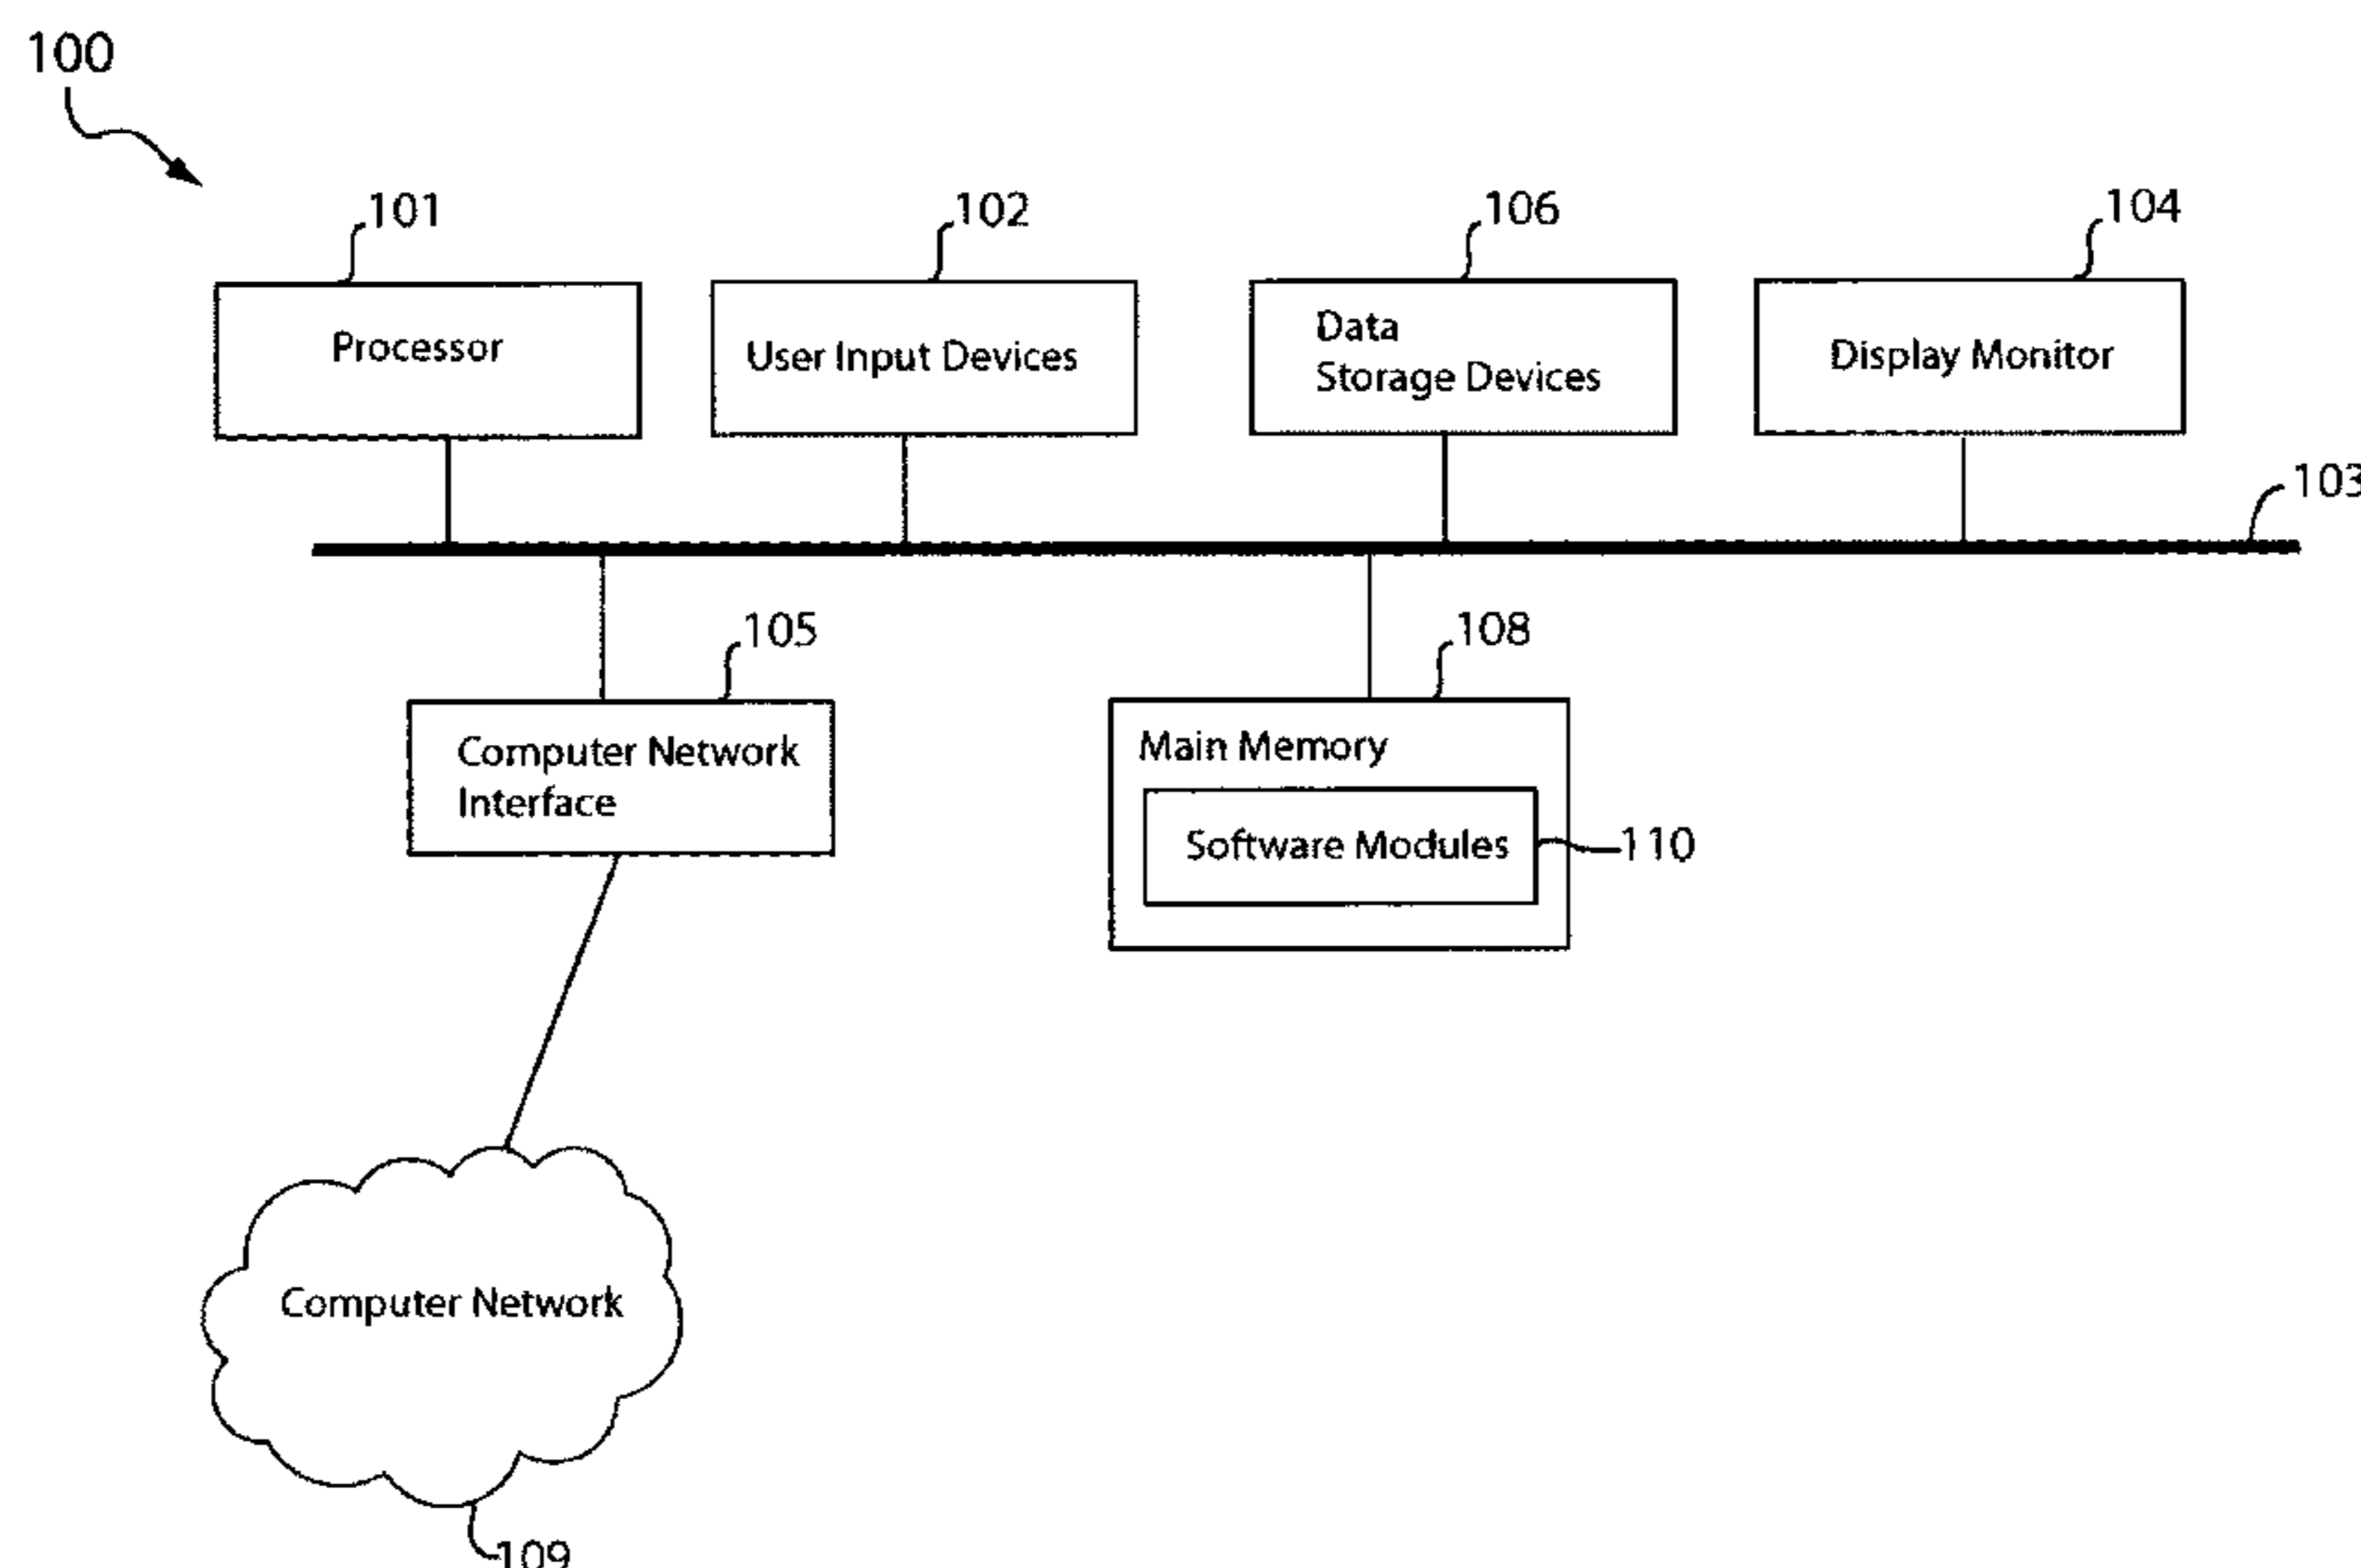 100
101
102
106
104
Processor
User Input Devices
Data
Storage Devices
Display Monitor
103
105
108
Computer Network
Interface
Main Memory
Software Modules
110
Computer Network
109